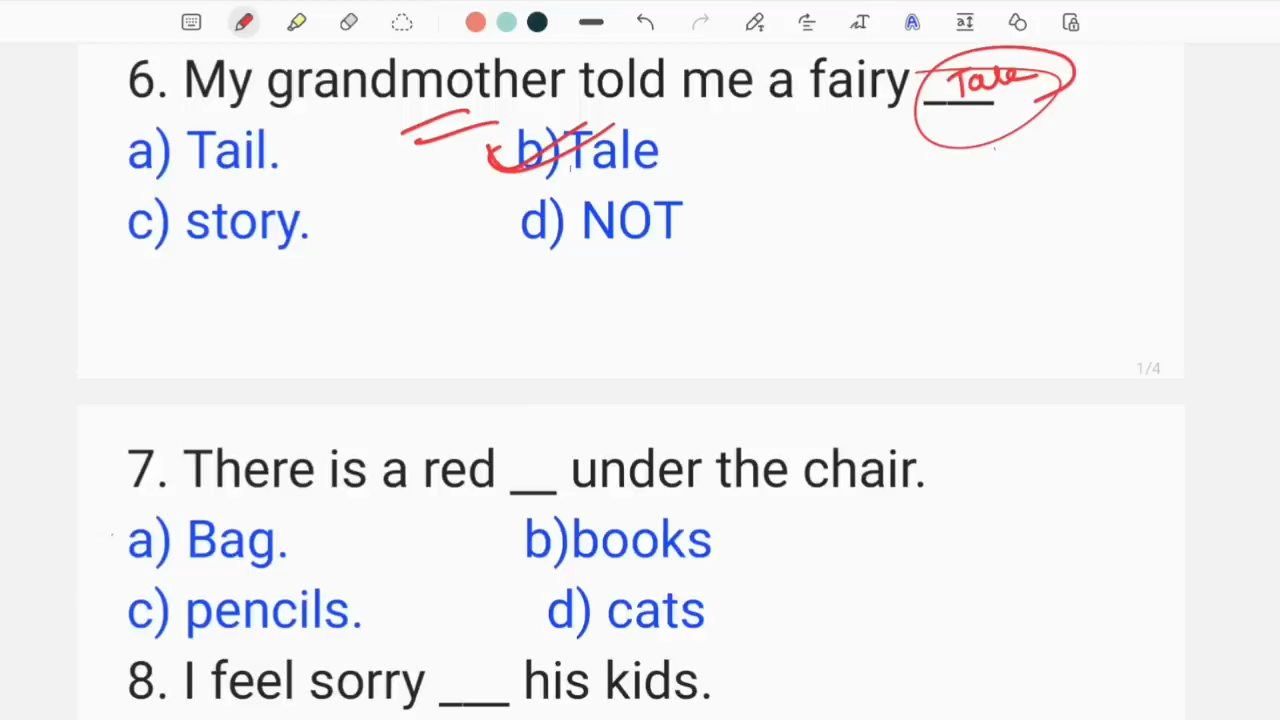 6. My grandmother told me a fairy ___ Tale
a) Tail. b)Tale
c) story. d) NOT
1/4
7. There is a red __ under the chair.
a) Bag. b)books
c) pencils. d) cats
8. I feel sorry ___ his kids.